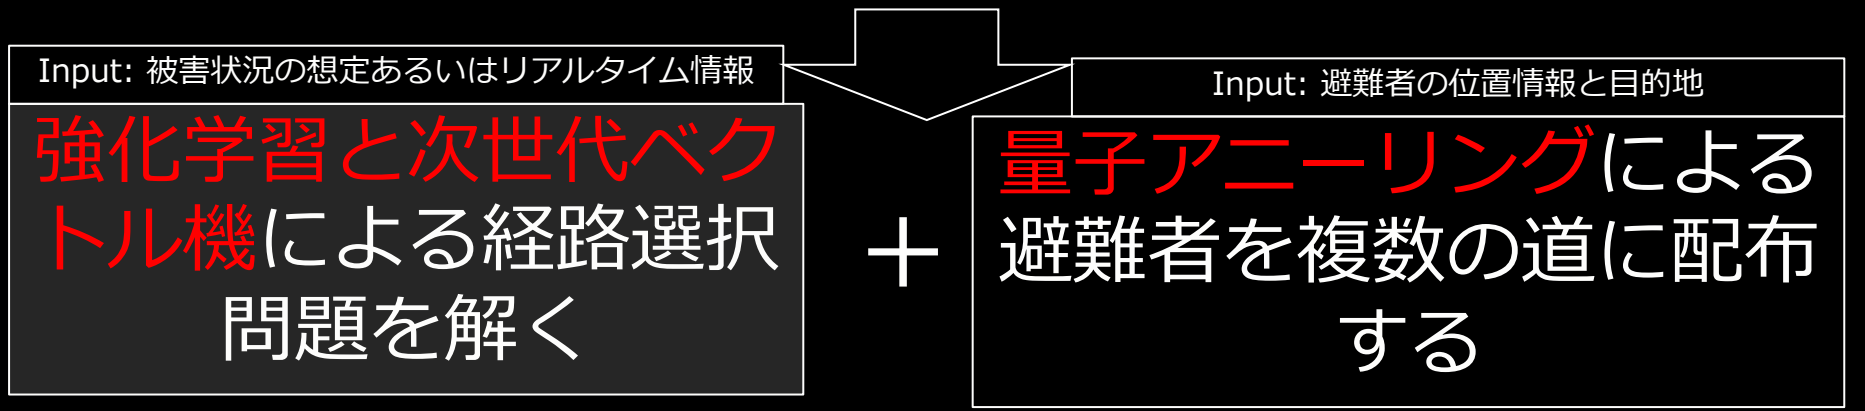 Input: 被害状況の想定あるいはリアルタイム情報
強化学習と次世代ベク
トル機による経路選択
問題を解く
+
Input: 避難者の位置情報と目的地
量子アニーリングによる
避難者を複数の道に配布
する